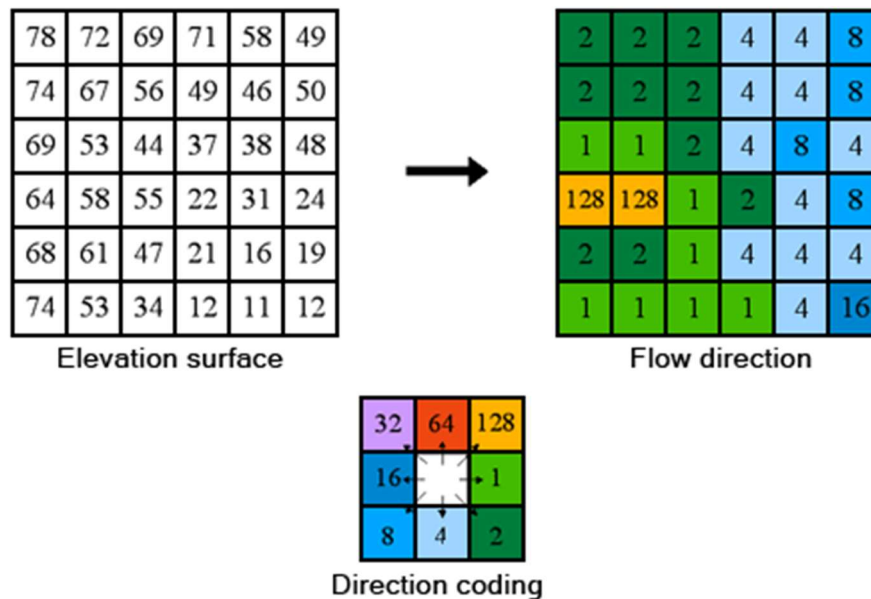 78 72 69 71 58 49
74 67 56 49 46 50
69 53 44 37 38 48
64 58 55 22 31 24
68 61 47 21 16 19
74 53 34 12 11 12
Elevation surface
2 2 2 4 4 8
2 2 2 4 4 8
1 1 2 4 8 4
128 128 1 2 4 8
2 2 1 4 4 4
1 1 1 1 4 16
Flow direction
32 64 128
16 1
8 4 2
Direction coding